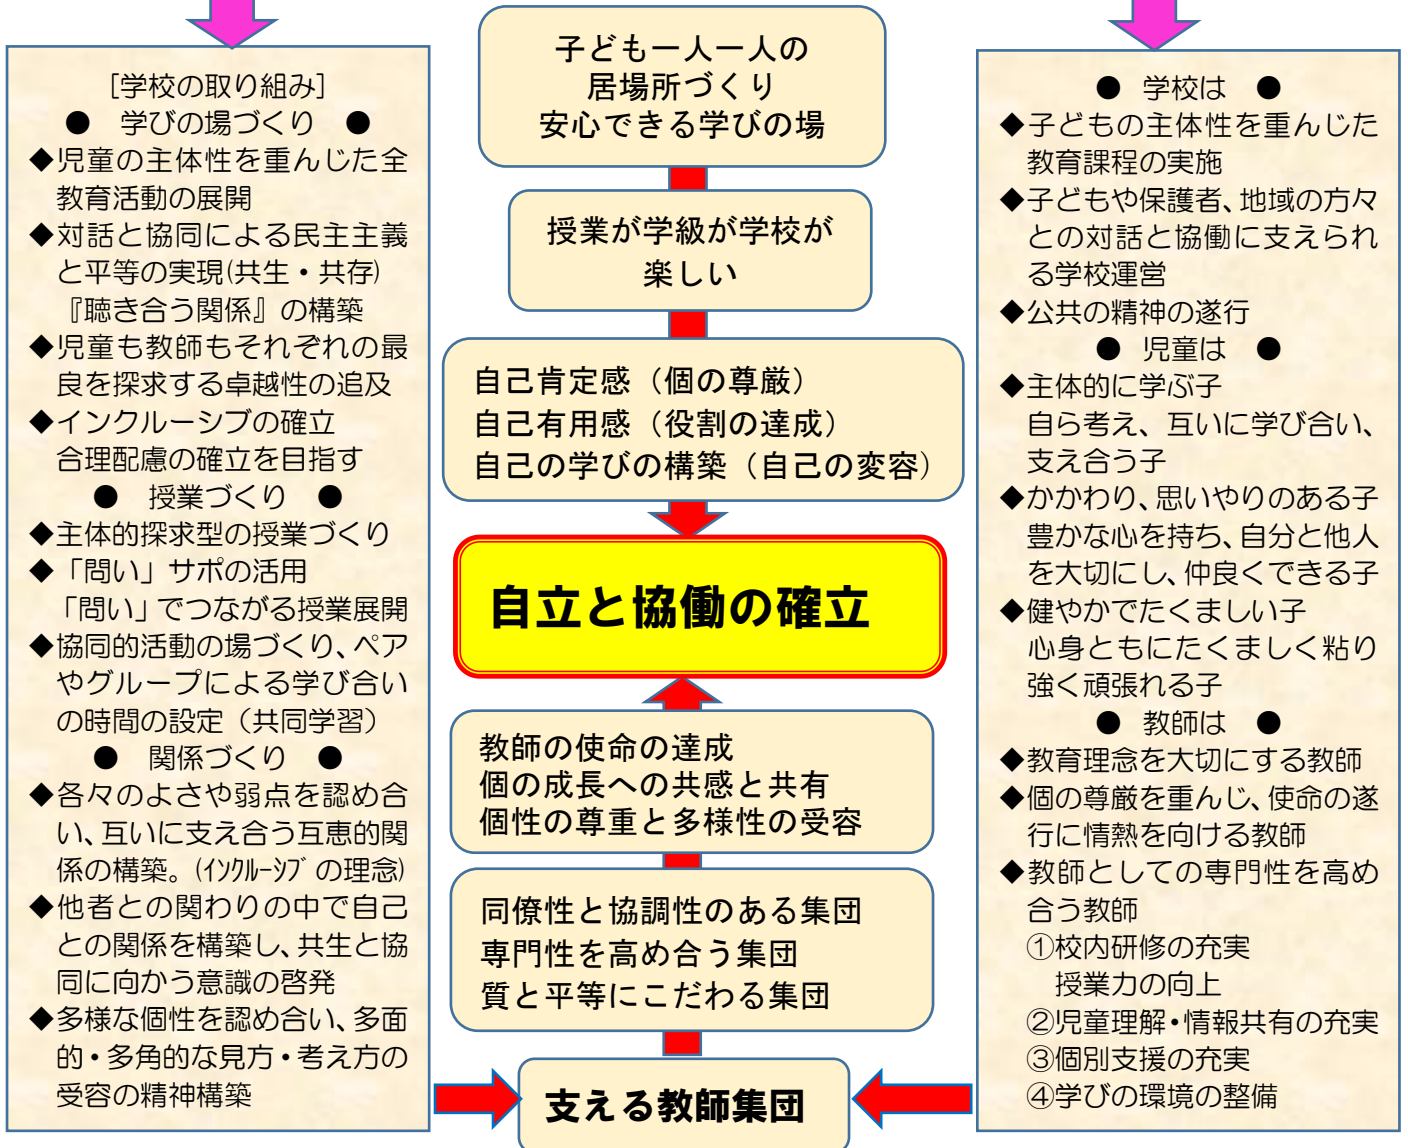 [学校の取り組み]
● 学びの場づくり ●
◆児童の主体性を重んじた全
教育活動の展開
◆対話と協同による民主主義
と平等の実現(共生・共存)
『聴き合う関係』の構築
◆児童も教師もそれぞれの最
良を探求する卓越性の追及
◆インクルーシブの確立
合理配慮の確立を目指す
● 授業づくり ●
◆主体的探求型の授業づくり
◆「問い」サポの活用
「問い」でつながる授業展開
◆協同的活動の場づくり、ペア
やグループによる学び合い
の時間の設定（共同学習）
● 関係づくり ●
◆各々のよさや弱点を認め合
い、互いに支え合う互恵的関
係の構築。(ｲﾝｸﾙｰｼﾌﾞの理念)
◆他者との関わりの中で自己
との関係を構築し、共生と協
同に向かう意識の啓発
◆多様な個性を認め合い、多面
的・多角的な見方・考え方の
受容の精神構築
子ども一人一人の
居場所づくり
安心できる学びの場
授業が学級が学校が
楽しい
自己肯定感（個の尊厳）
自己有用感（役割の達成）
自己の学びの構築（自己の変容）
自立と協働の確立
教師の使命の達成
個の成長への共感と共有
個性の尊重と多様性の受容
同僚性と協調性のある集団
専門性を高め合う集団
質と平等にこだわる集団
支える教師集団
● 学校は ●
◆子どもの主体性を重んじた
教育課程の実施
◆子どもや保護者、地域の方々
との対話と協働に支えられ
る学校運営
◆公共の精神の遂行
● 児童は ●
◆主体的に学ぶ子
自ら考え、互いに学び合い、
支え合う子
◆かかわり、思いやりのある子
豊かな心を持ち、自分と他人
を大切にし、仲良くできる子
◆健やかでたくましい子
心身ともにたくましく粘り
強く頑張れる子
● 教師は ●
◆教育理念を大切にする教師
◆個の尊厳を重んじ、使命の遂
行に情熱を向ける教師
◆教師としての専門性を高め
合う教師
①校内研修の充実
授業力の向上
②児童理解・情報共有の充実
③個別支援の充実
④学びの環境の整備